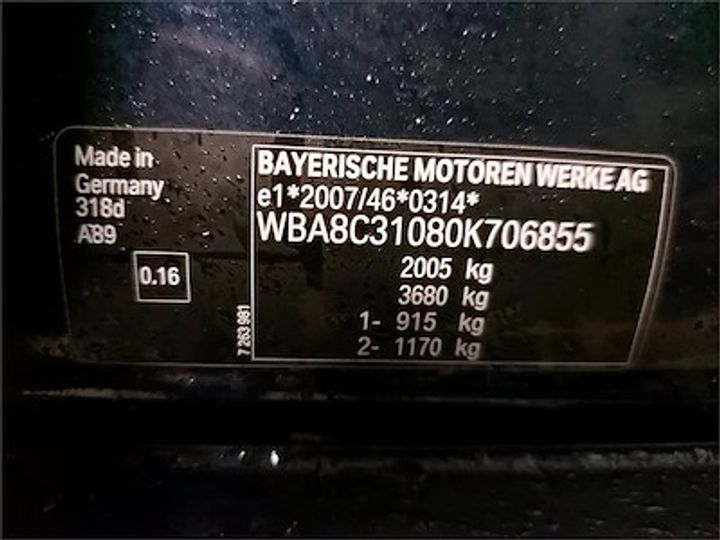 Made in
Germany
318d
A89
0.16
7 263 981
BAYERISCHE MOTOREN WERKE AG
e1*2007/46*0314*
WBA8C31080K706855
2005 kg
3680 kg
1- 915 kg
2- 1170 kg